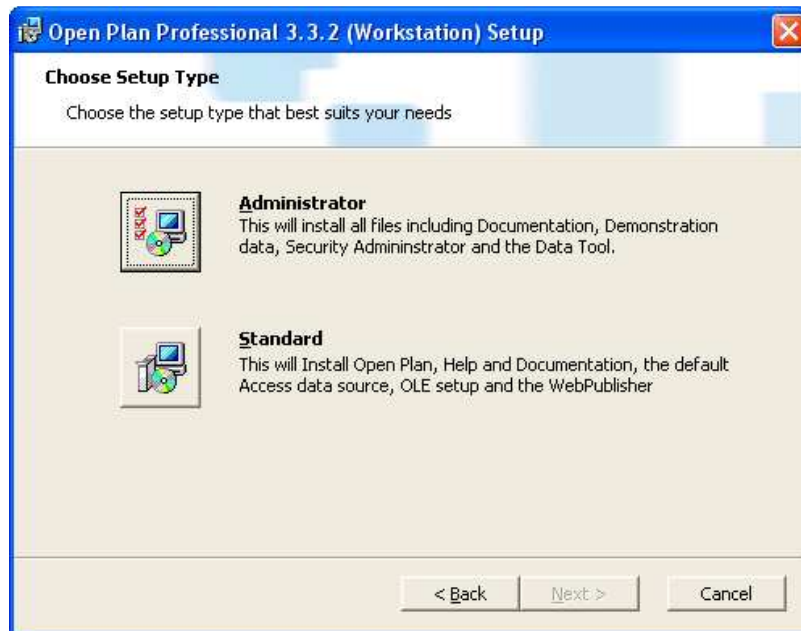 Open Plan Professional 3.3.2 (Workstation) Setup
Choose Setup Type
Choose the setup type that best suits your needs
Administrator
This will install all files including Documentation, Demonstration
data, Security Admininstrator and the Data Tool.
Standard
This will Install Open Plan, Help and Documentation, the default
Access data source, OLE setup and the WebPublisher
< Back
Next >
Cancel